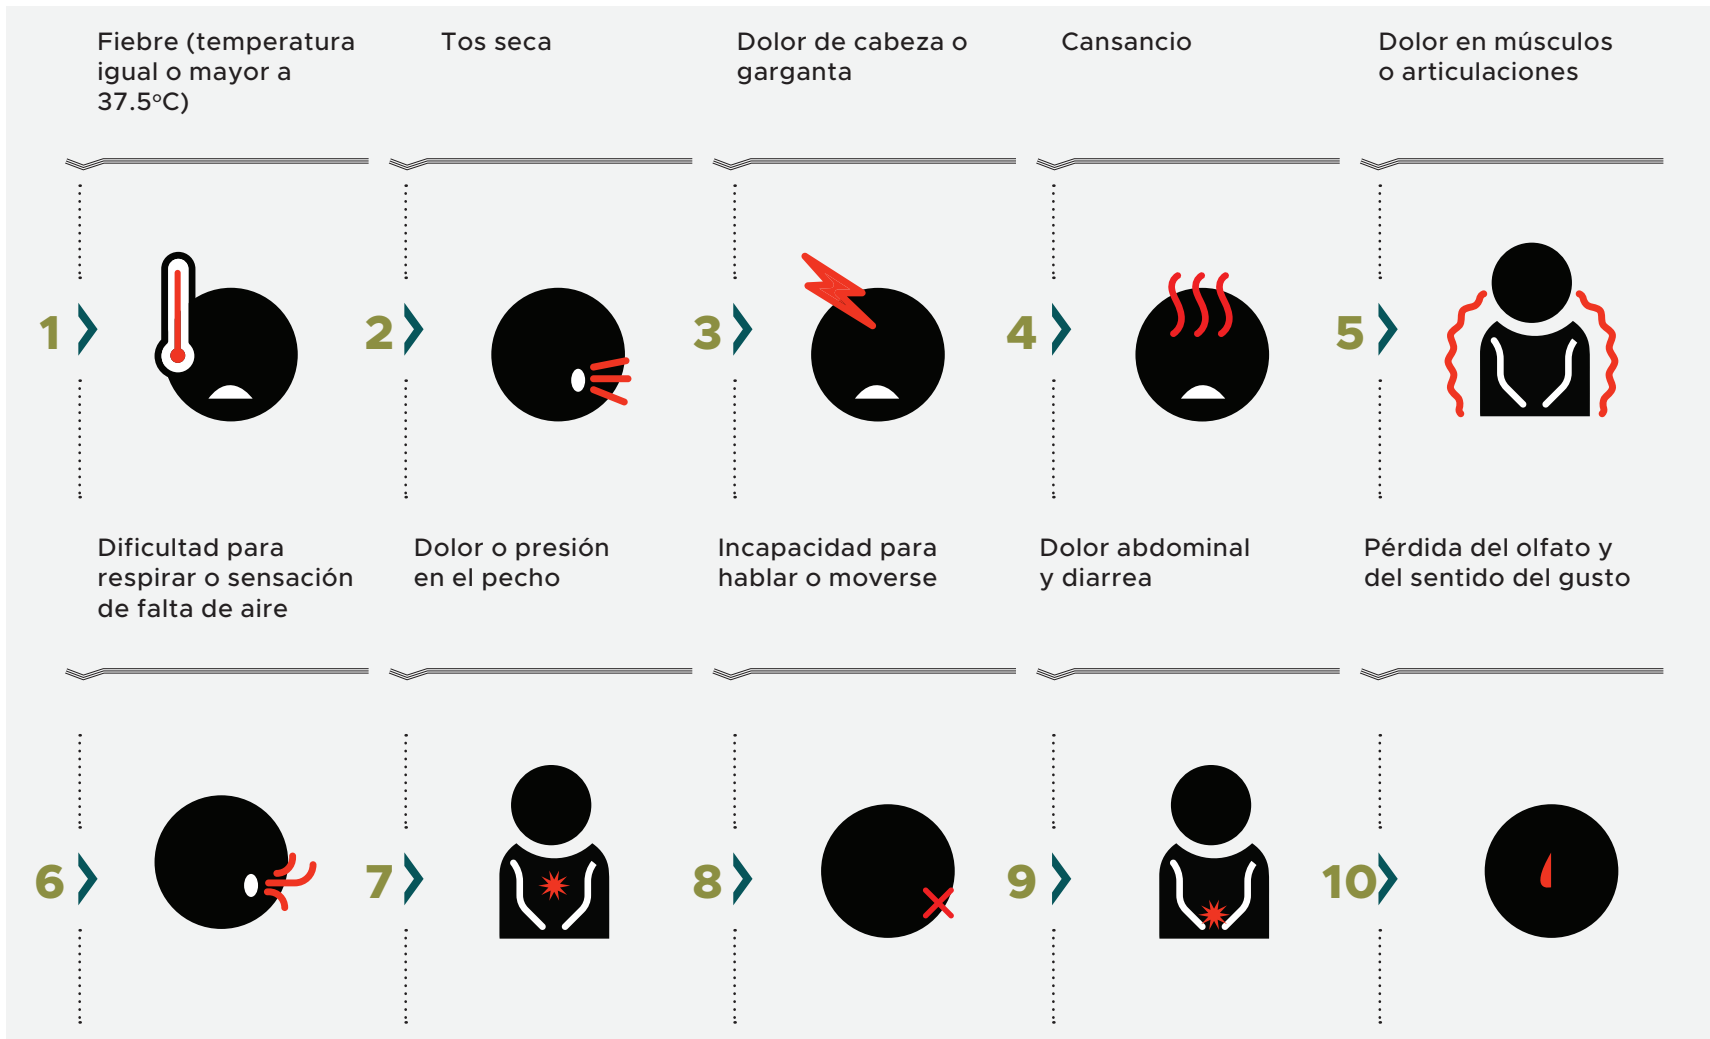 Fiebre (temperatura
igual o mayor a
37.5°C)
Tos seca
Dolor de cabeza o
garganta
Cansancio
Dolor en músculos
o articulaciones
1
2
3
4
5
Dificultad para
respirar o sensación
de falta de aire
Dolor o presión
en el pecho
Incapacidad para
hablar o moverse
Dolor abdominal
y diarrea
Pérdida del olfato y
del sentido del gusto
6
7
8
9
10